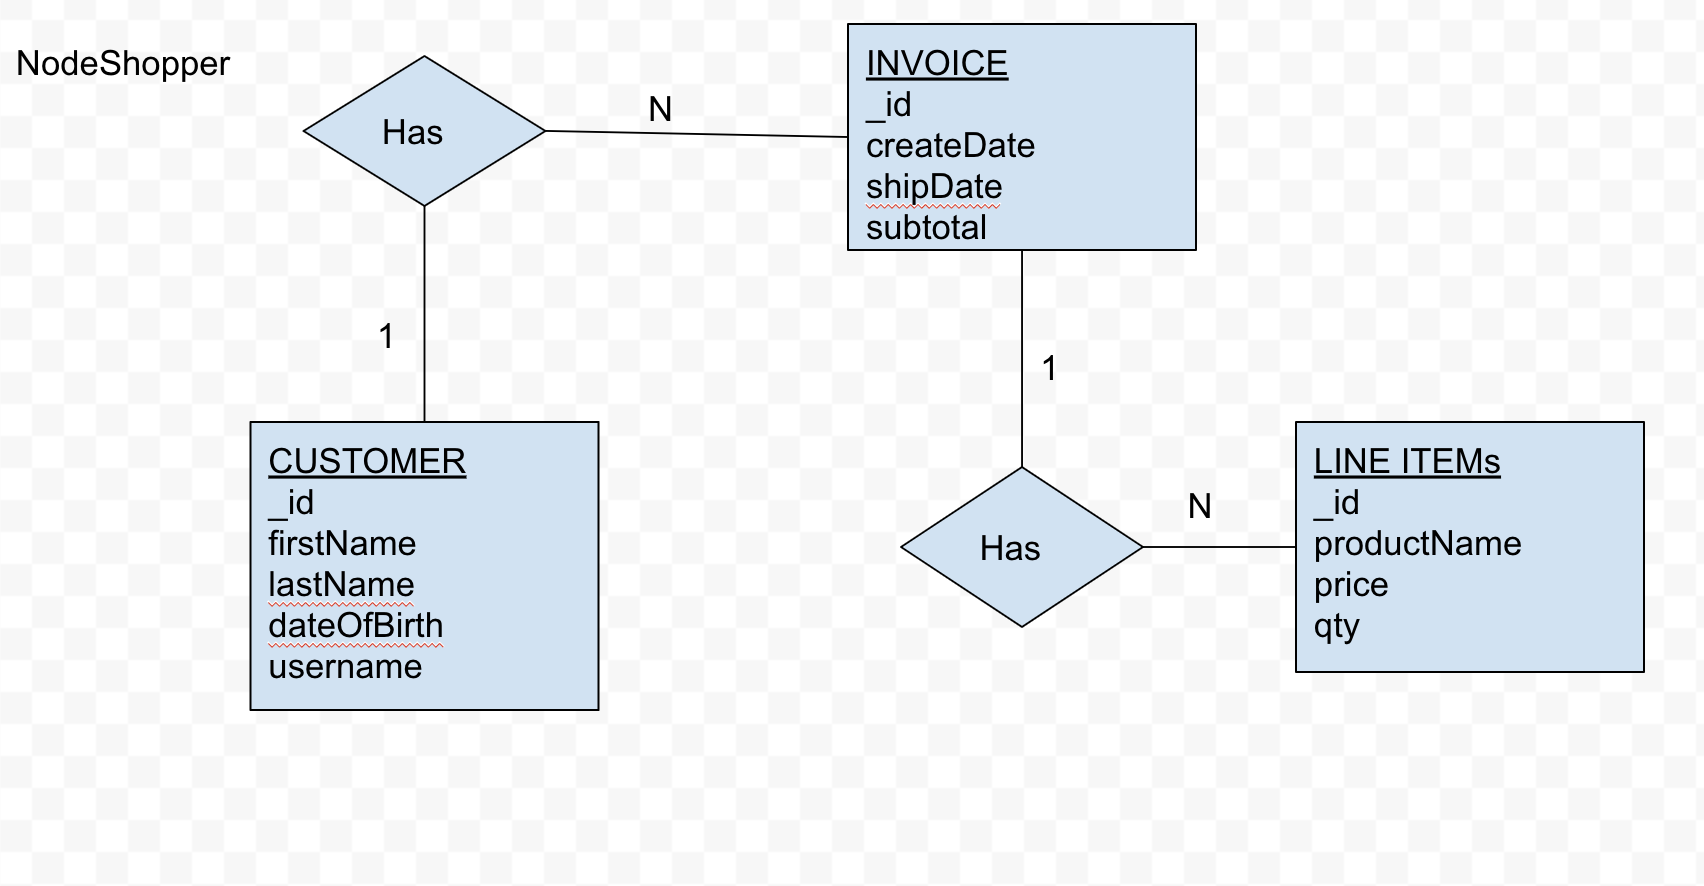 NodeShopper
Has
N
INVOICE
_id
createDate
shipDate
subtotal
1
1
CUSTOMER
_id
firstName
lastName
dateOfBirth
username
Has
N
LINE ITEMs
_id
productName
price
qty